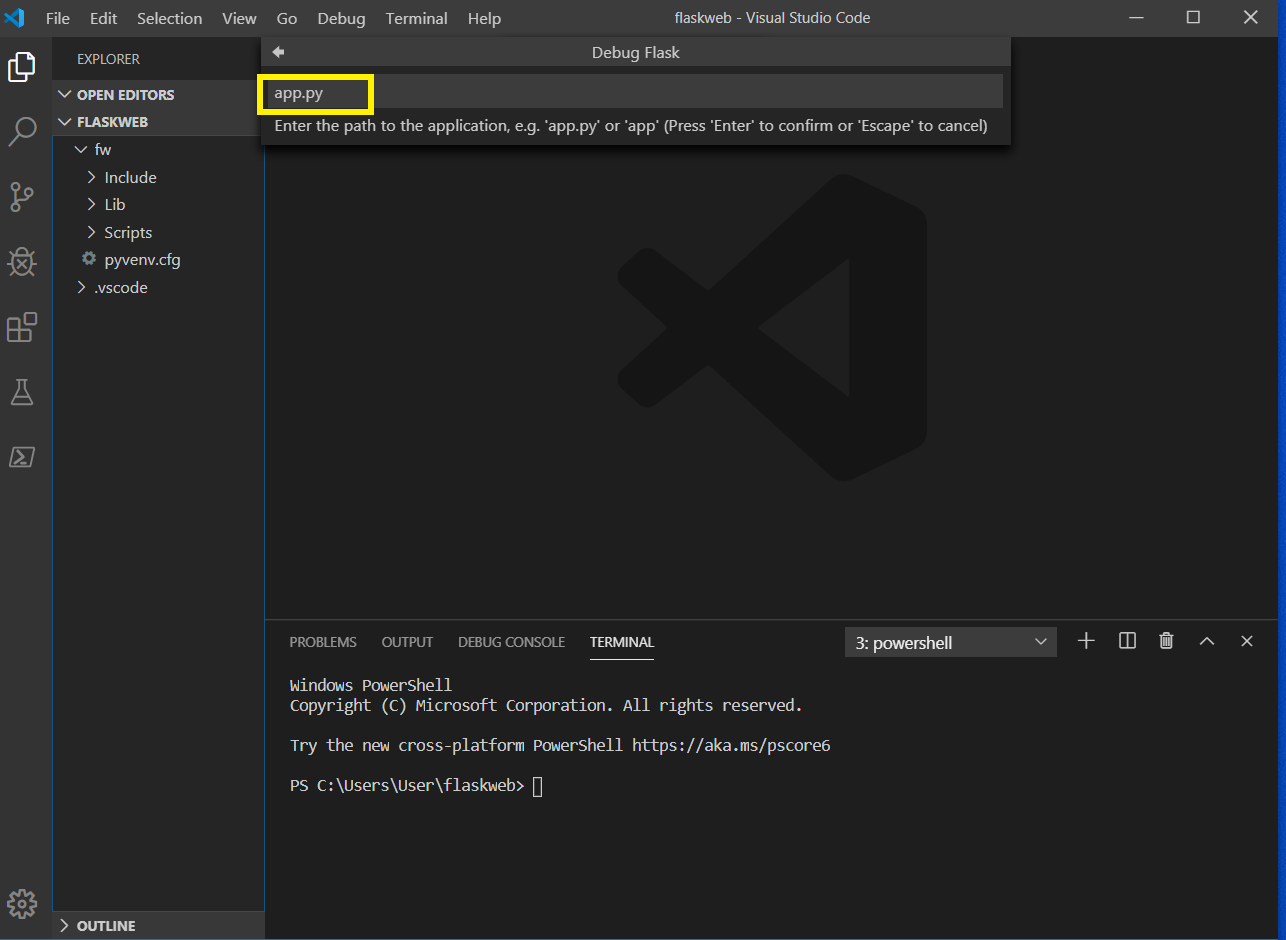 File Edit Selection View Go Debug Terminal Help
flaskweb - Visual Studio Code
EXPLORER
OPEN EDITORS
FLASKWEB
fw
Include
Lib
Scripts
pyvenv.cfg
.vscode
OUTLINE
Debug Flask
app.py
Enter the path to the application, e.g. 'app.py' or 'app' (Press 'Enter' to confirm or 'Escape' to cancel)
PROBLEMS OUTPUT DEBUG CONSOLE TERMINAL
3: powershell
Windows PowerShell
Copyright (C) Microsoft Corporation. All rights reserved.
Try the new cross-platform PowerShell https://aka.ms/pscore6
PS C:\Users\User\flaskweb>